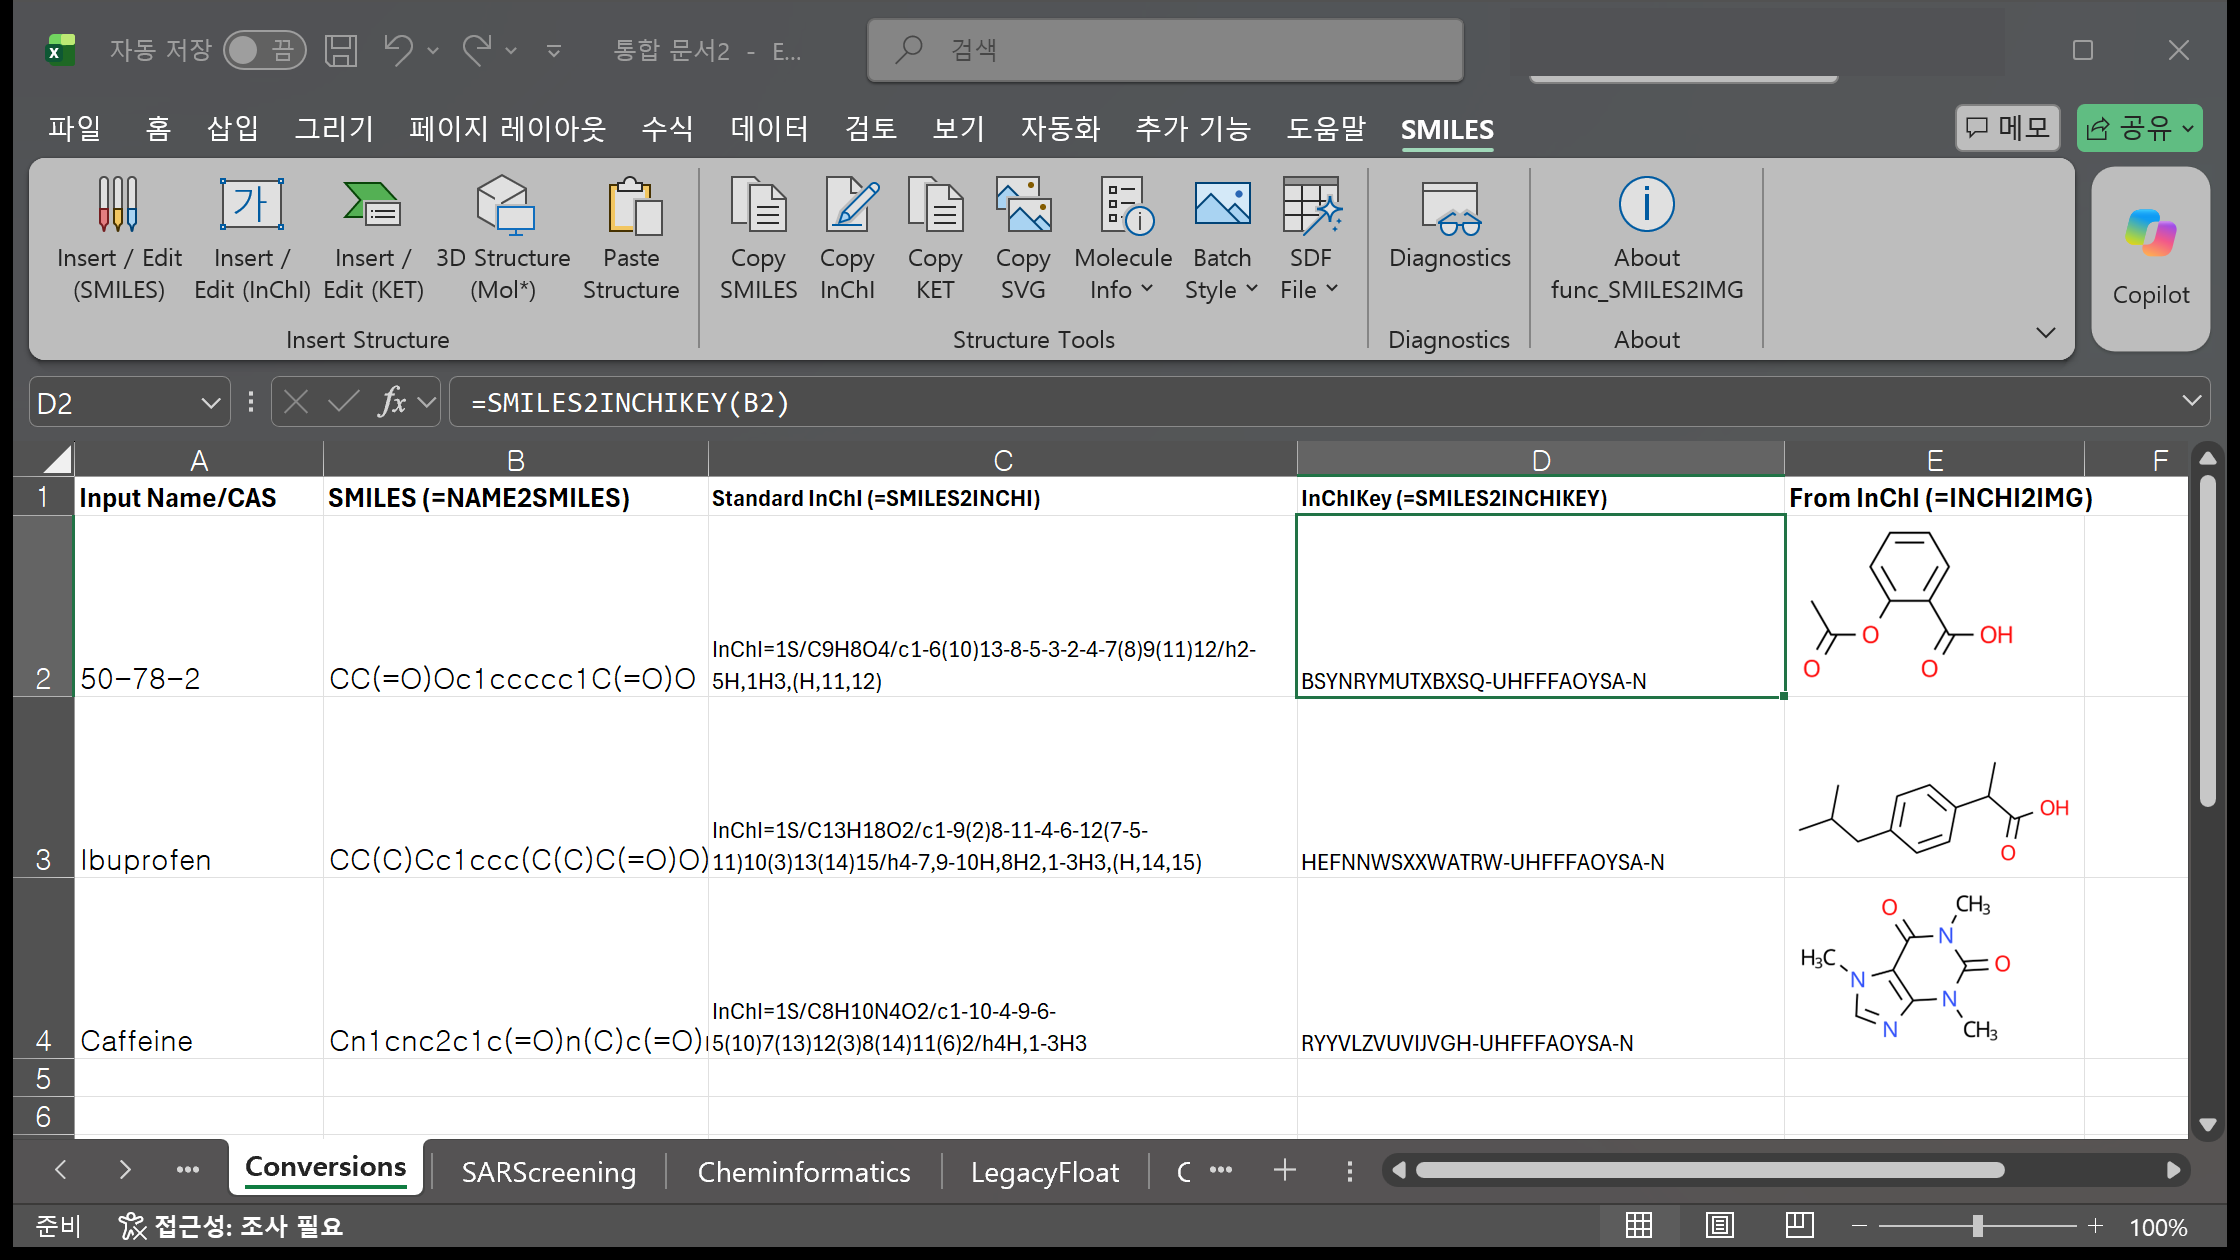 자동 저장 끔 통합 문서2 - E... 검색
파일 홈 삽입 그리기 페이지 레이아웃 수식 데이터 검토 보기 자동화 추가 기능 도움말 SMILES 메모 공유
Insert / Edit (SMILES)
Insert / Edit (InChI)
Insert / Edit (KET)
3D Structure (Mol*)
Paste Structure
Copy SMILES
Copy InChI
Copy KET
Copy SVG
Molecule Info
Batch Style
SDF File
Diagnostics
About func_SMILES2IMG
Copilot
Insert Structure Structure Tools Diagnostics About
D2 fx =SMILES2INCHIKEY(B2)
A B C D E F
1 Input Name/CAS SMILES (=NAME2SMILES) Standard InChI (=SMILES2INCHI) InChIKey (=SMILES2INCHIKEY) From InChI (=INCHI2IMG)
2 50-78-2 CC(=O)Oc1ccccc1C(=O)O
InChI=1S/C9H8O4/c1-6(10)13-8-5-3-2-4-7(8)9(11)12/h2-
5H,1H3,(H,11,12)
BSYNRYMUTXBXSQ-UHFFFAOYSA-N
O O O OH
3 Ibuprofen CC(C)Cc1ccc(C(C)C(=O)O)
InChI=1S/C13H18O2/c1-9(2)8-11-4-6-12(7-5-
11)10(3)13(14)15/h4-7,9-10H,8H2,1-3H3,(H,14,15)
HEFNNWSXXWATRW-UHFFFAOYSA-N
OH O
4 Caffeine Cn1cnc2c1c(=O)n(C)c(=O)
InChI=1S/C8H10N4O2/c1-10-4-9-6-
5(10)7(13)12(3)8(14)11(6)2/h4H,1-3H3
RYYVLZVUVIJVGH-UHFFFAOYSA-N
O CH3 N H3C N O N N CH3
5
6
Conversions SARScreening Cheminformatics LegacyFloat C
준비 접근성: 조사 필요 100%